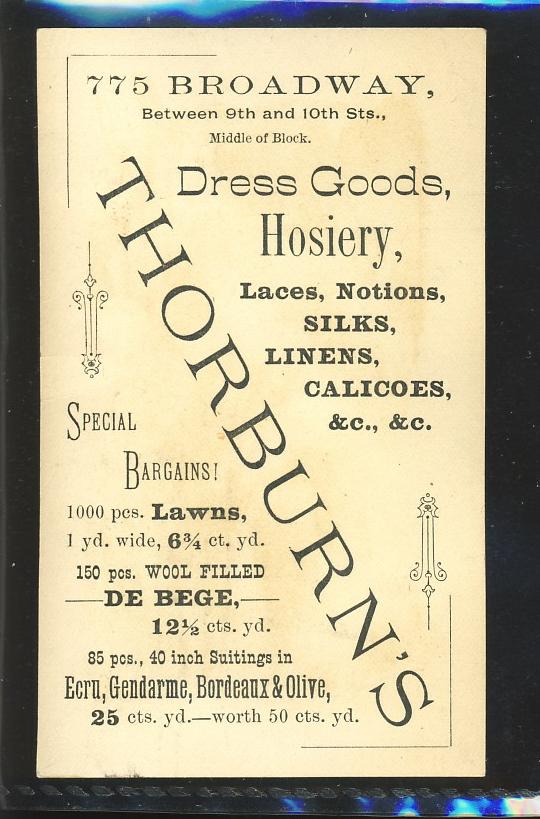 775 BROADWAY,
Between 9th and 10th Sts.,
Middle of Block.
THORBURN'S
Dress Goods,
Hosiery,
Laces, Notions,
SILKS,
LINENS,
CALICOES,
&c., &c.
SPECIAL
BARGAINS!
1000 pcs. Lawns,
1 yd. wide, 6¾ ct. yd.
150 pcs. WOOL FILLED
DE BEGE,
12½ cts. yd.
85 pcs., 40 inch Suitings in
Ecru, Gendarme, Bordeaux & Olive,
25 cts. yd.—worth 50 cts. yd.